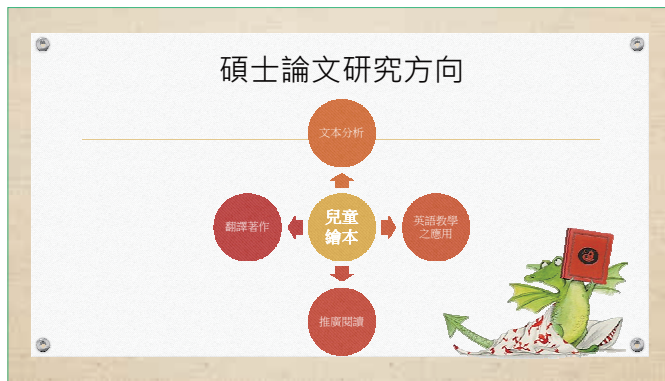 碩士論文研究方向
文本分析
翻譯著作
兒童
繪本
英語教學
之應用
推廣閱讀